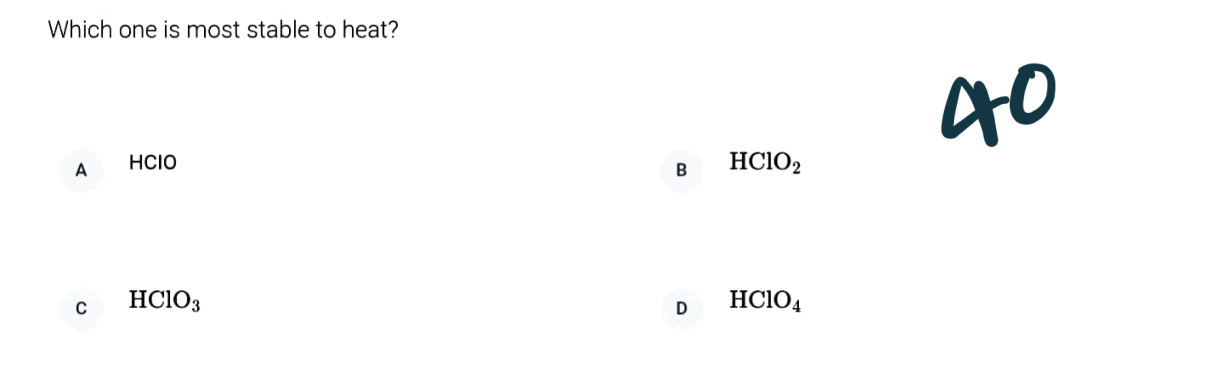 Which one is most stable to heat?
40
A HClO
B HClO₂
C HClO₃
D HClO₄